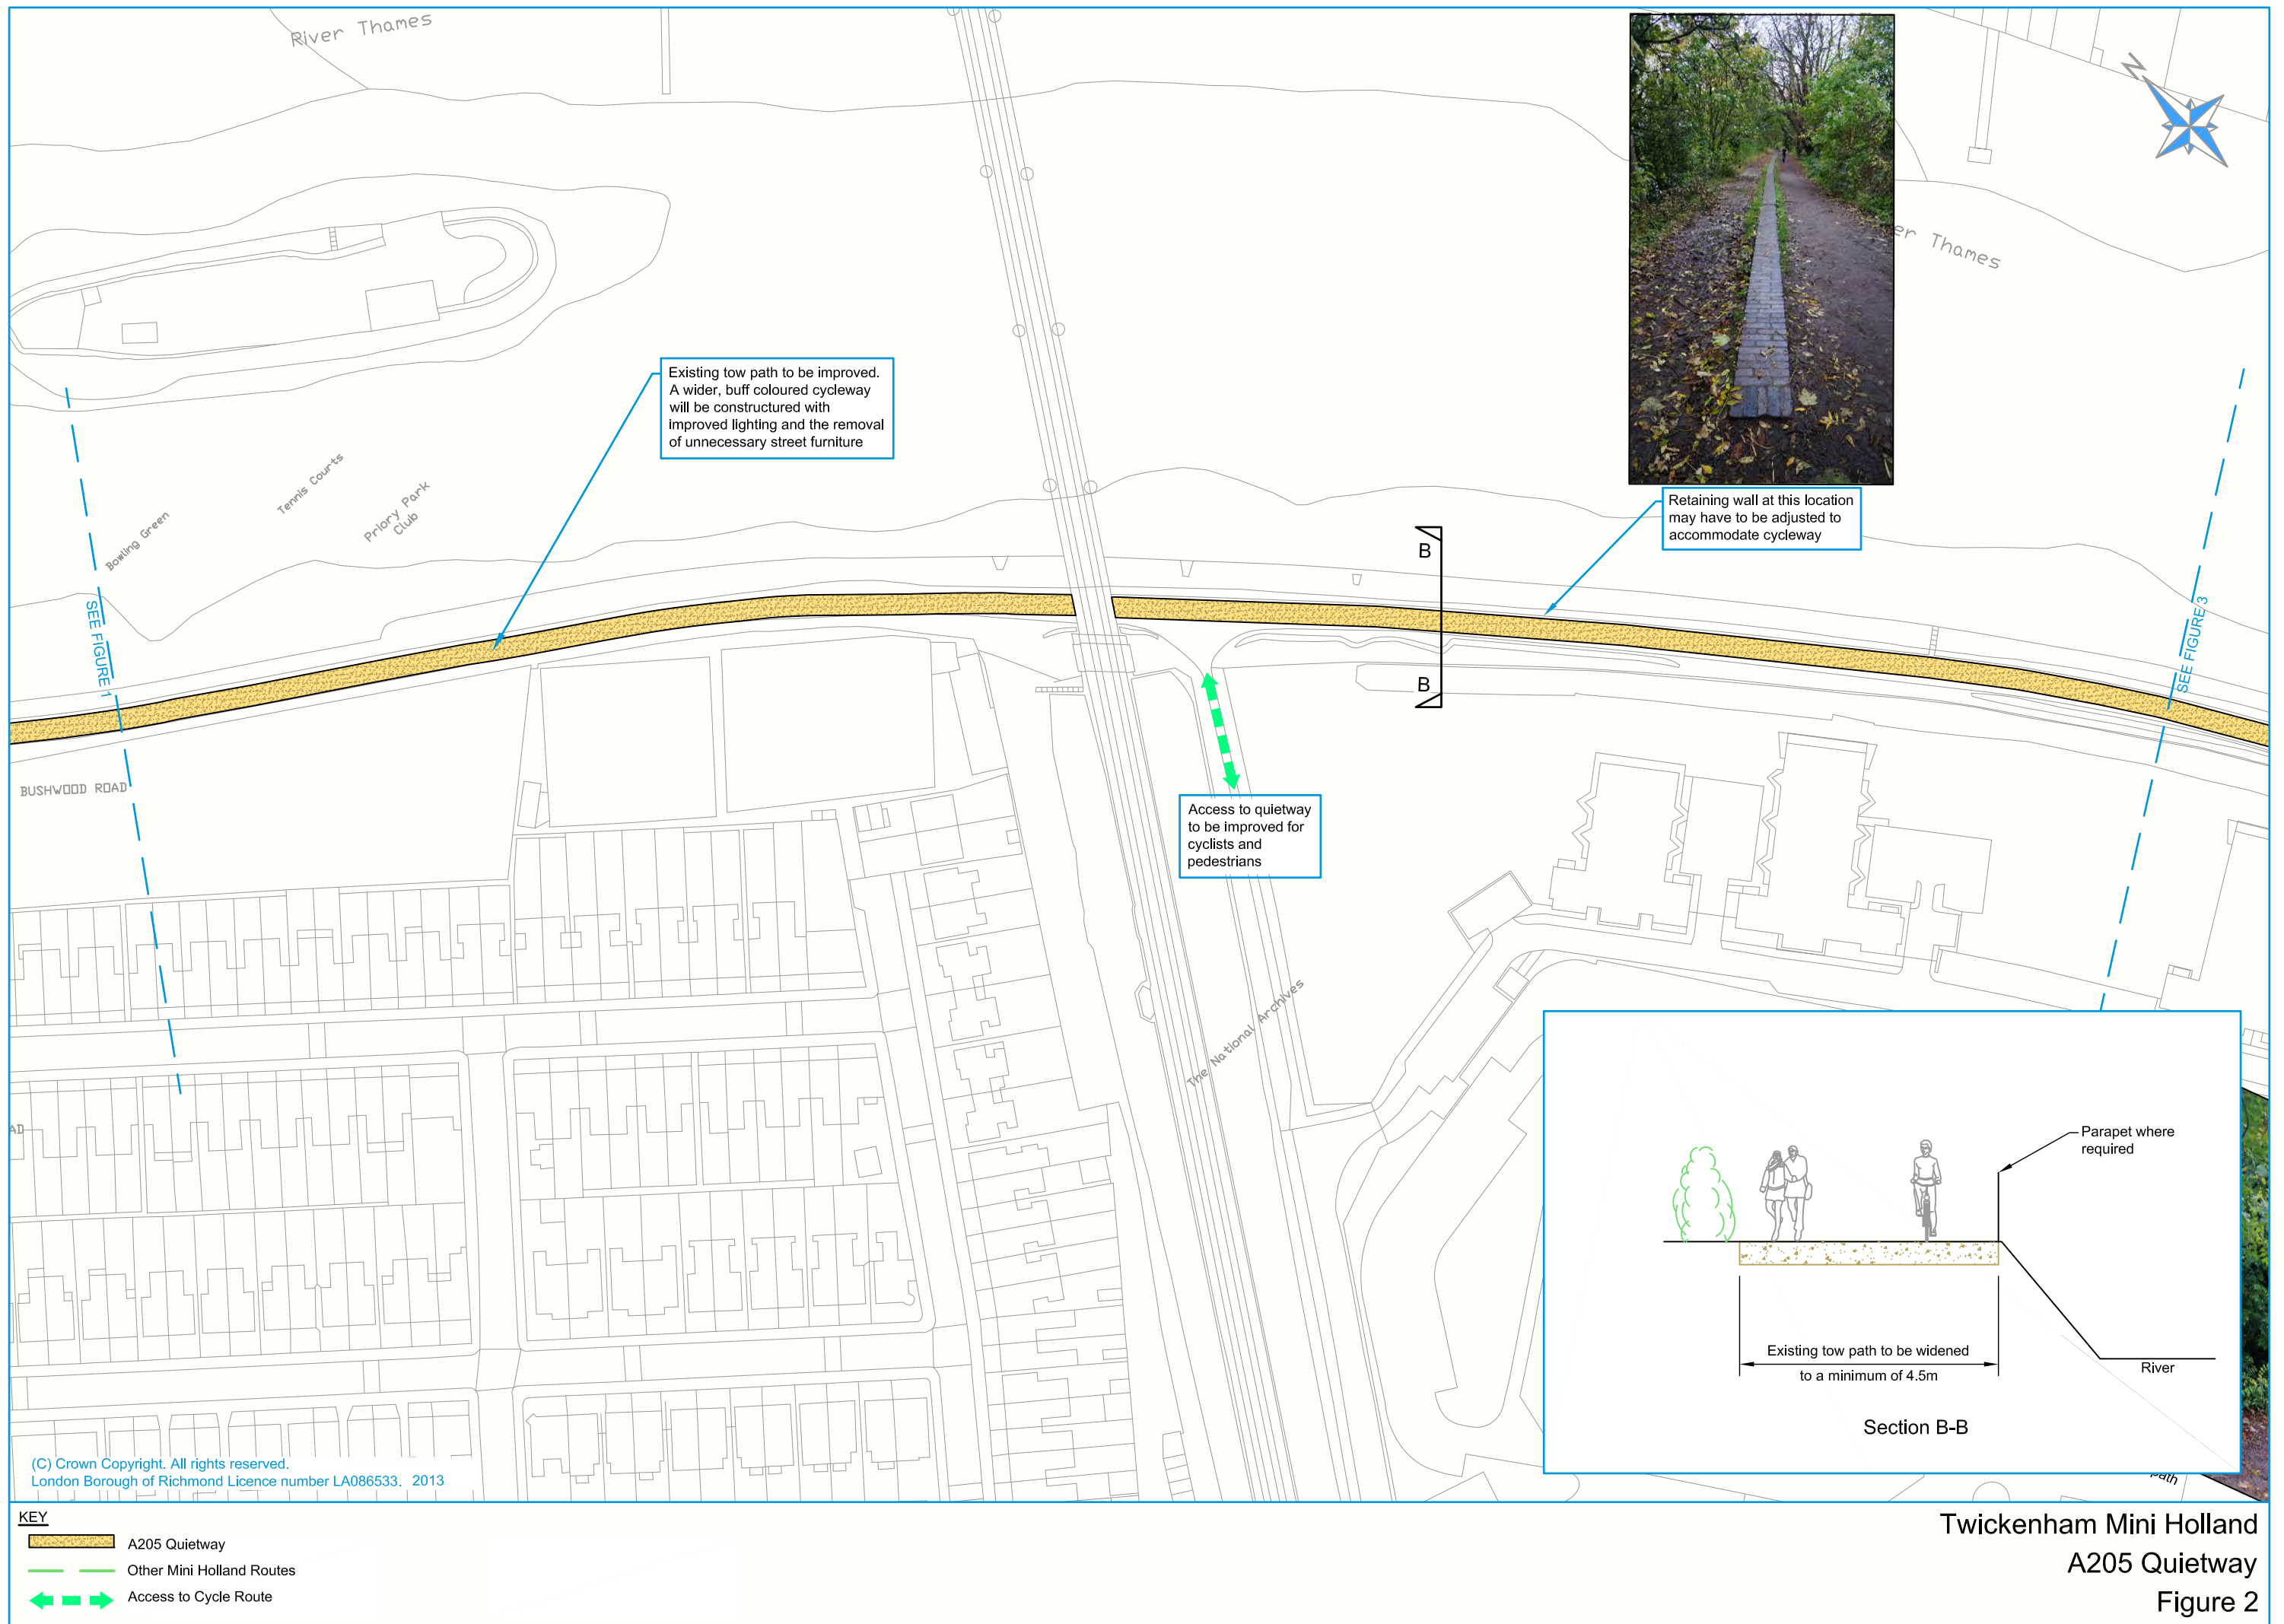 River Thames
N
er Thames
Existing tow path to be improved.
A wider, buff coloured cycleway
will be constructured with
improved lighting and the removal
of unnecessary street furniture
Retaining wall at this location
may have to be adjusted to
accommodate cycleway
Tennis Courts
Priory Park
Club
Bowling Green
B
B
SEE FIGURE 1
SEE FIGURE 3
BUSHWOOD ROAD
Access to quietway
to be improved for
cyclists and
pedestrians
The National Archives
AD
Parapet where
required
Existing tow path to be widened
to a minimum of 4.5m
River
Section B-B
path
(C) Crown Copyright. All rights reserved.
London Borough of Richmond Licence number LA086533. 2013
KEY
A205 Quietway
Other Mini Holland Routes
Access to Cycle Route
Twickenham Mini Holland
A205 Quietway
Figure 2